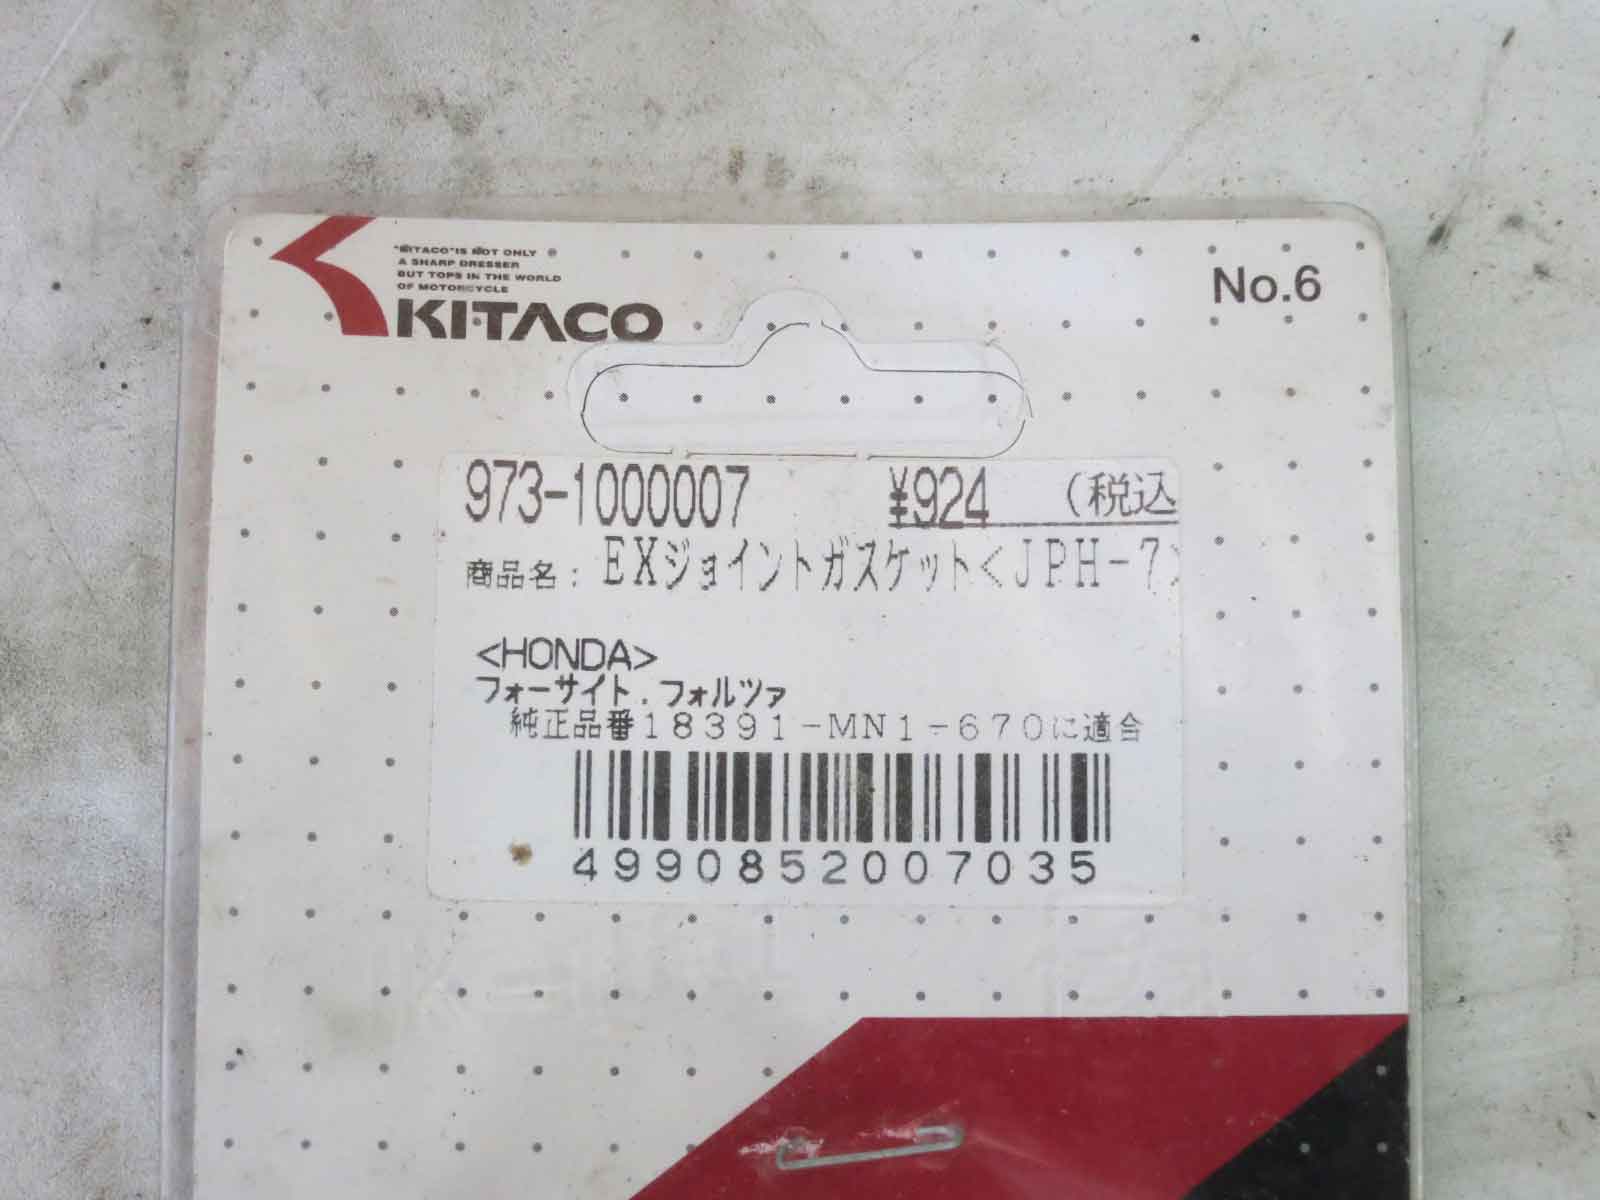 "KITACO"IS NOT ONLY
A SHARP DRESSER
BUT TOPS IN THE WORLD
OF MOTORCYCLE
KITACO
No.6
973-1000007 ¥924 (税込
商品名: EXジョイントガスケット<JPH-7>
<HONDA>
フォーサイト.フォルツァ
純正品番18391-MN1-670に適合
4990852007035